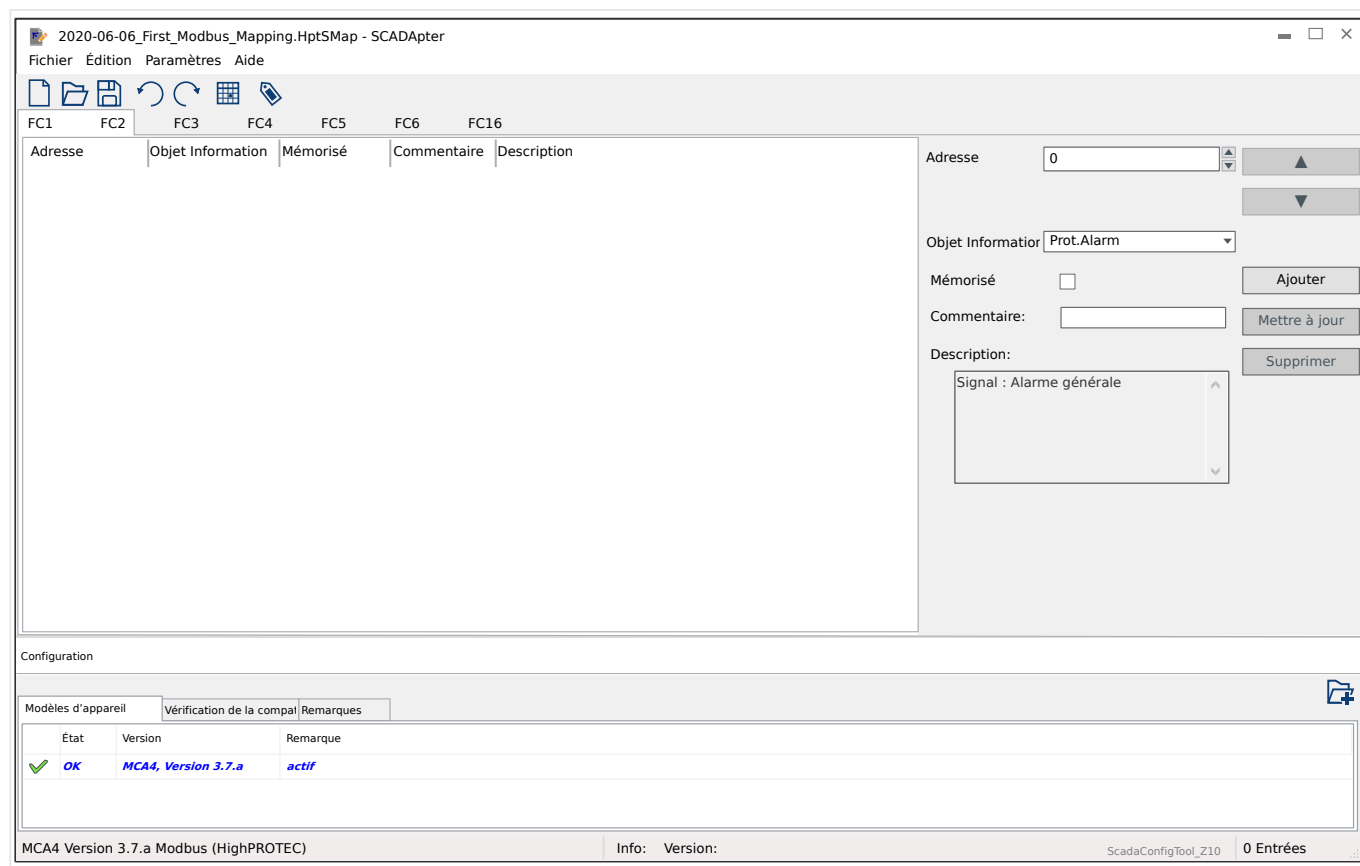 2020-06-06_First_Modbus_Mapping.HptSMap - SCADApter
Fichier Édition Paramètres Aide
FC1 FC2 FC3 FC4 FC5 FC6 FC16
Adresse Objet Information Mémorisé Commentaire Description
Adresse 0
Objet Information Prot.Alarm
Mémorisé Ajouter
Commentaire: Mettre à jour
Description: Supprimer
Signal : Alarme générale
Configuration
Modèles d’appareil Vérification de la compat Remarques
État Version Remarque
OK MCA4, Version 3.7.a actif
MCA4 Version 3.7.a Modbus (HighPROTEC) Info: Version: ScadaConfigTool_Z10 0 Entrées